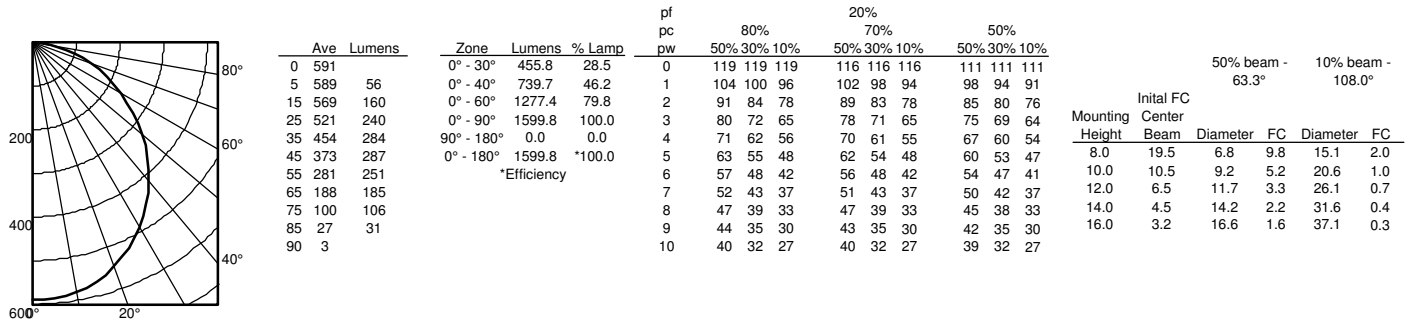 80°
60°
40°
20°
200
400
600 0°
Ave Lumens
0 591
5 589 56
15 569 160
25 521 240
35 454 284
45 373 287
55 281 251
65 188 185
75 100 106
85 27 31
90 3
Zone Lumens % Lamp
0° - 30° 455.8 28.5
0° - 40° 739.7 46.2
0° - 60° 1277.4 79.8
0° - 90° 1599.8 100.0
90° - 180° 0.0 0.0
0° - 180° 1599.8 *100.0
*Efficiency
pf 20%
pc 80% 70% 50%
pw 50% 30% 10% 50% 30% 10% 50% 30% 10%
0 119 119 119 116 116 116 111 111 111
1 104 100 96 102 98 94 98 94 91
2 91 84 78 89 83 78 85 80 76
3 80 72 65 78 71 65 75 69 64
4 71 62 56 70 61 55 67 60 54
5 63 55 48 62 54 48 60 53 47
6 57 48 42 56 48 42 54 47 41
7 52 43 37 51 43 37 50 42 37
8 47 39 33 47 39 33 45 38 33
9 44 35 30 43 35 30 42 35 30
10 40 32 27 40 32 27 39 32 27
50% beam - 10% beam -
63.3° 108.0°
Inital FC
Mounting Center
Height Beam Diameter FC Diameter FC
8.0 19.5 6.8 9.8 15.1 2.0
10.0 10.5 9.2 5.2 20.6 1.0
12.0 6.5 11.7 3.3 26.1 0.7
14.0 4.5 14.2 2.2 31.6 0.4
16.0 3.2 16.6 1.6 37.1 0.3